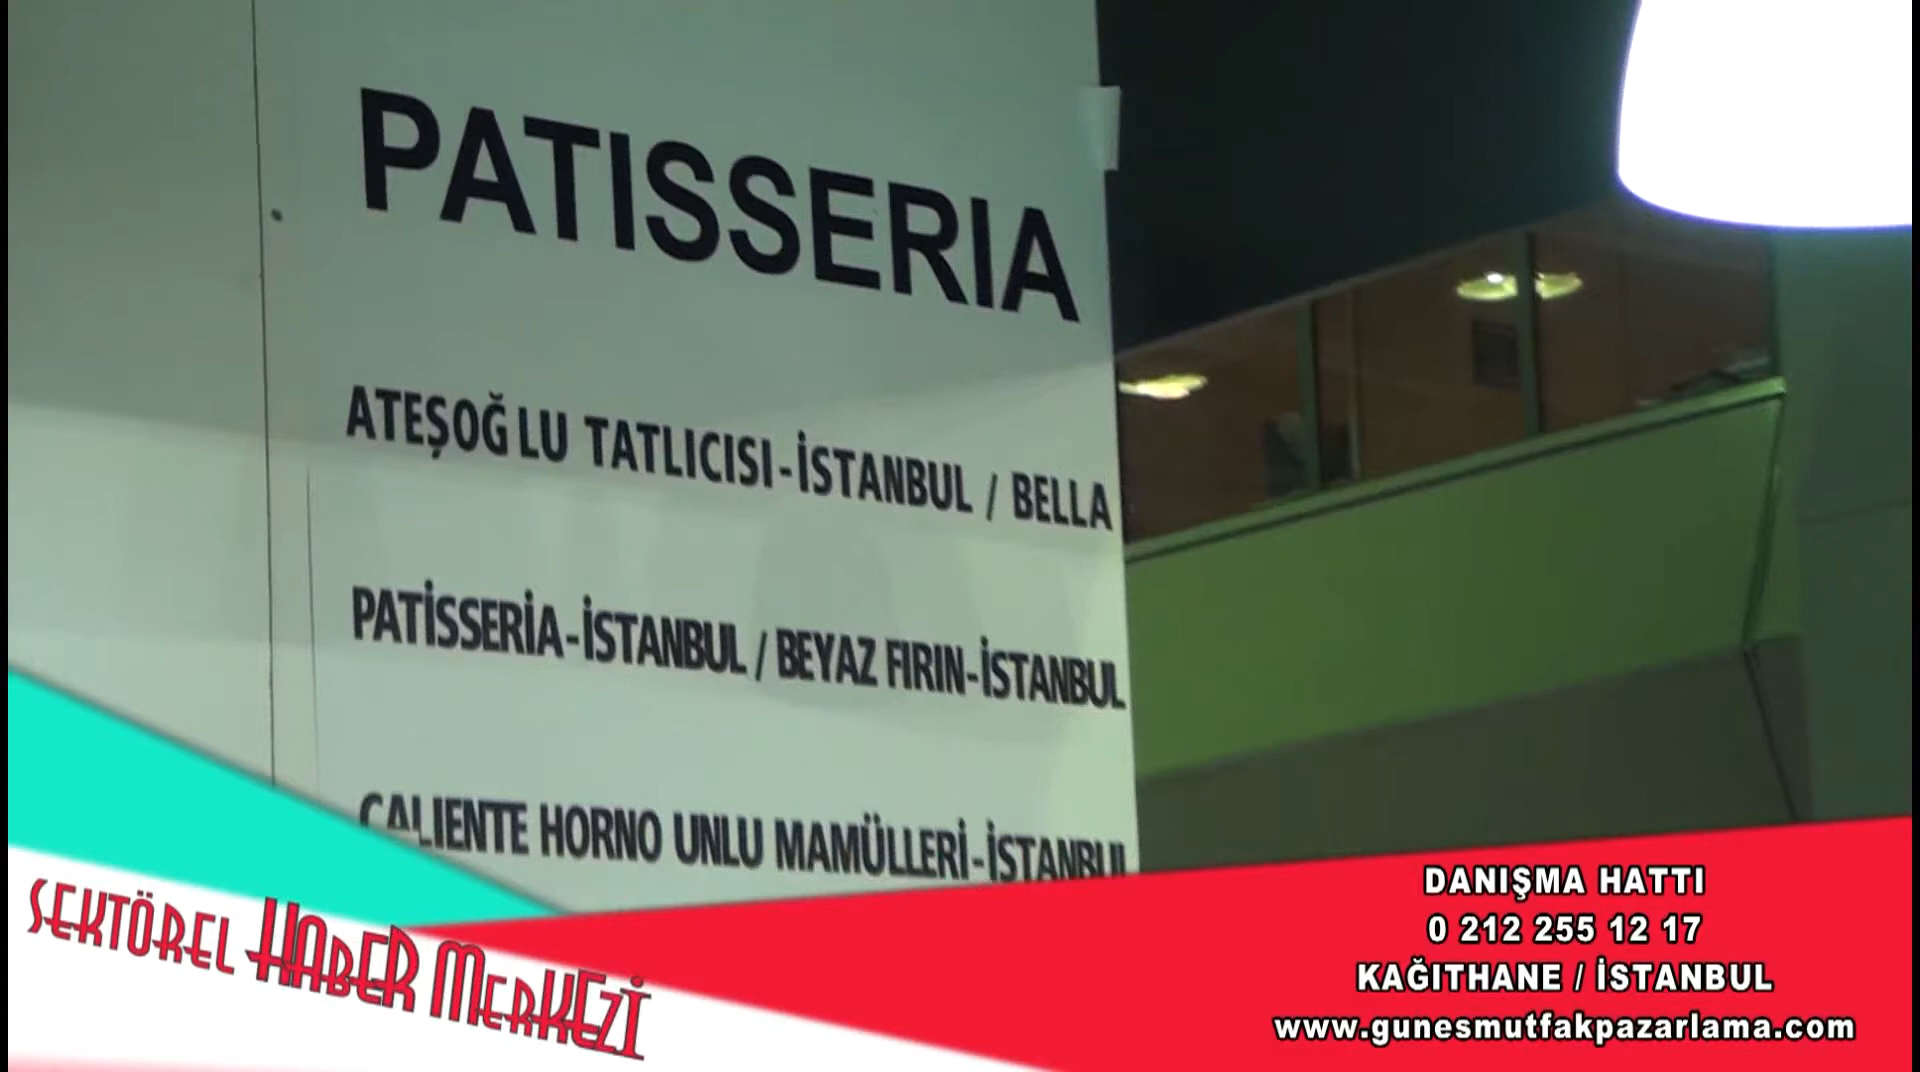 PATISSERIA
ATEŞOĞLU TATLICISI-İSTANBUL / BELLA
PATİSSERİA-İSTANBUL / BEYAZ FIRIN-İSTANBUL
CALIENTE HORNO UNLU MAMÜLLERİ-İSTANBUL
SEKTÖREL HABER MERKEZİ
DANIŞMA HATTI
0 212 255 12 17
KAĞITHANE / İSTANBUL
www.gunesmutfakpazarlama.com